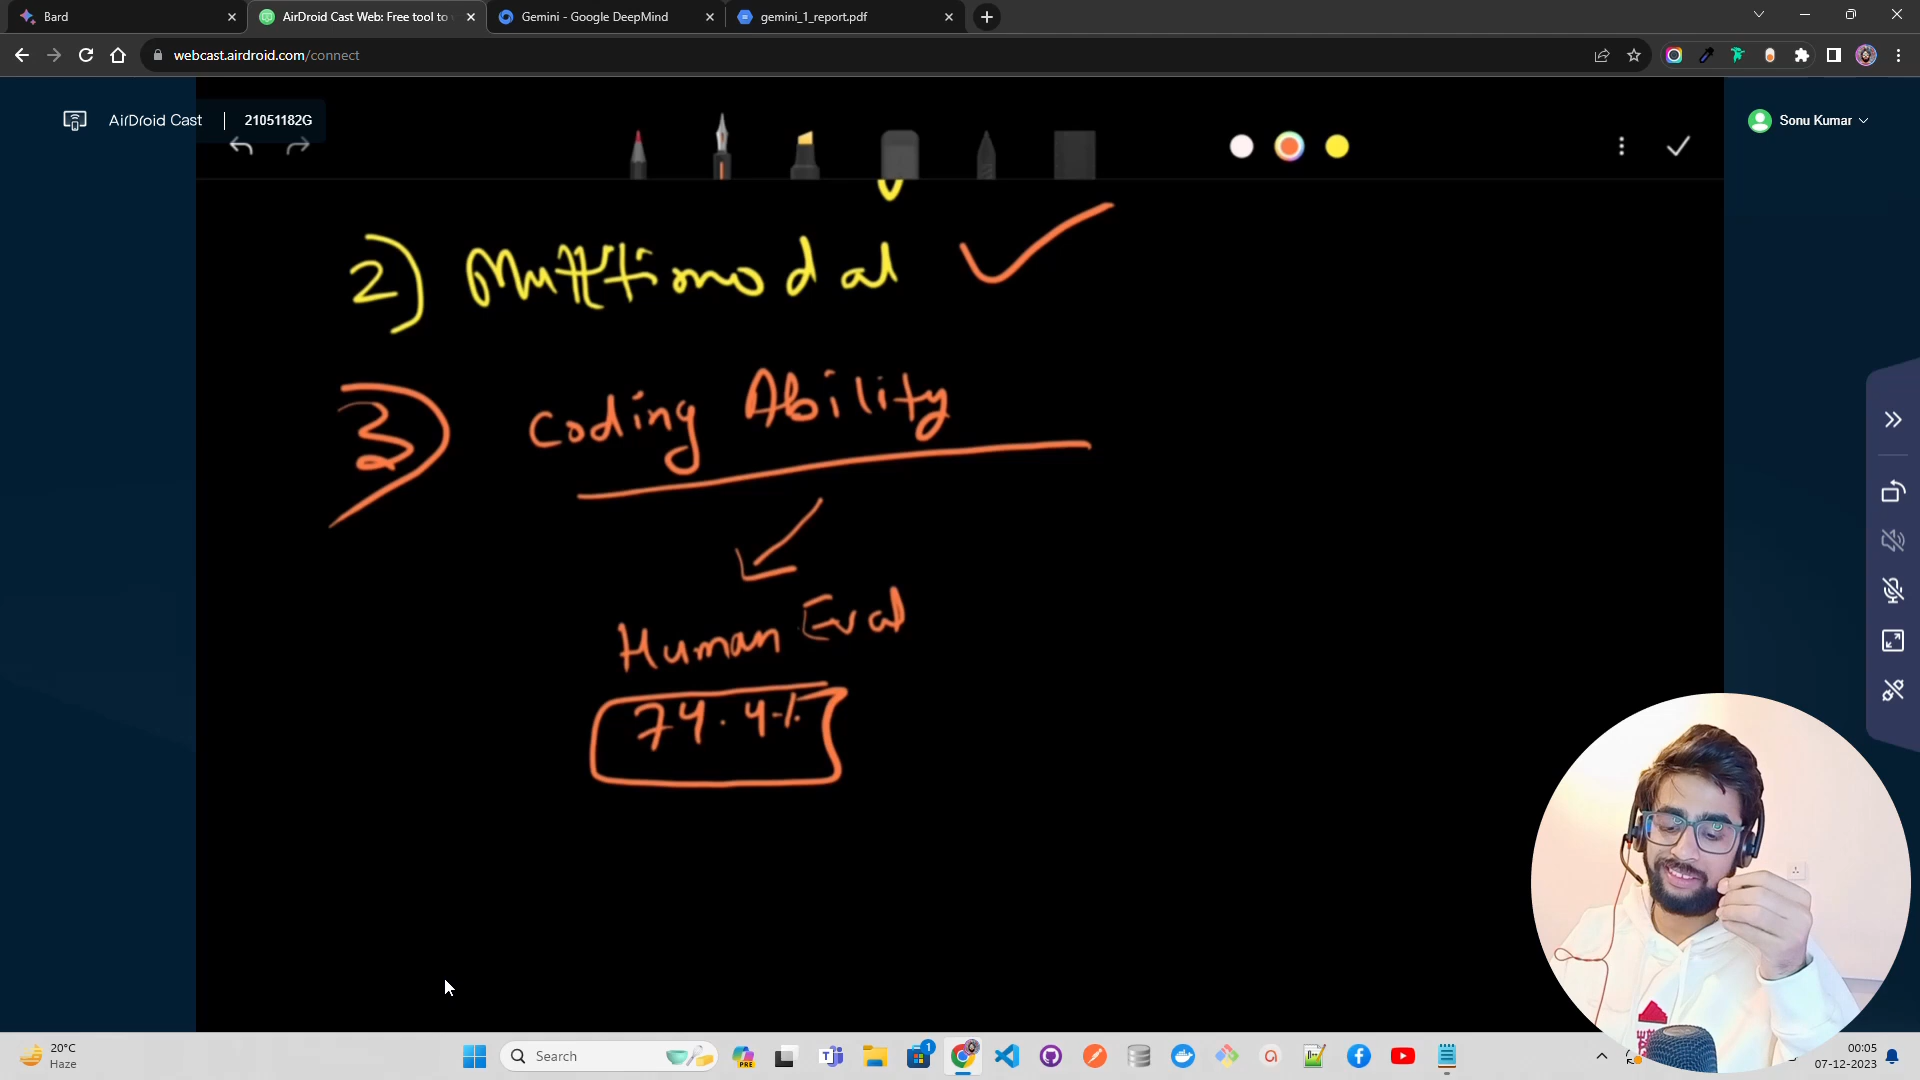 Bard
AirDroid Cast Web: Free tool to
Gemini - Google DeepMind
gemini_1_report.pdf
webcast.airdroid.com/connect
AirDroid Cast
21051182G
Sonu Kumar
2) Multimodal
3) Coding Ability
Human Eval
74.4%
20°C
Haze
Search
PRE
1
00:05
07-12-2023